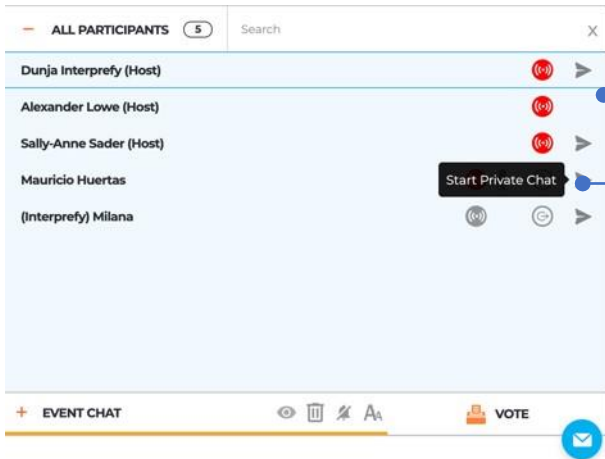 − ALL PARTICIPANTS 5 Search X
Dunja Interprefy (Host)
Alexander Lowe (Host)
Sally-Anne Sader (Host)
Mauricio Huertas Start Private Chat
(Interprefy) Milana
+ EVENT CHAT AA VOTE